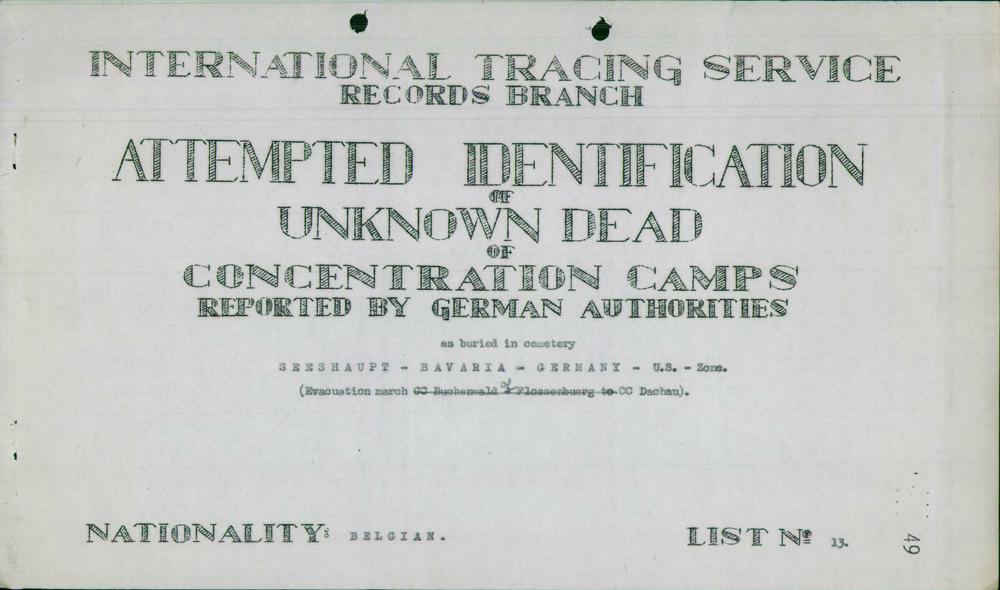 INTERNATIONAL TRACING SERVICE
RECORDS BRANCH
ATTEMPTED IDENTIFICATION
OF
UNKNOWN DEAD
OF
CONCENTRATION CAMPS
REPORTED BY GERMAN AUTHORITIES
as buried in cemetery
SEESHAUPT - BAVARIA - GERMANY - U.S. - Zone.
(Evacuation march CC Buchenwald of Flossenbuerg to CC Dachau).
NATIONALITY: BELGIAN. LIST Nº 13.
49